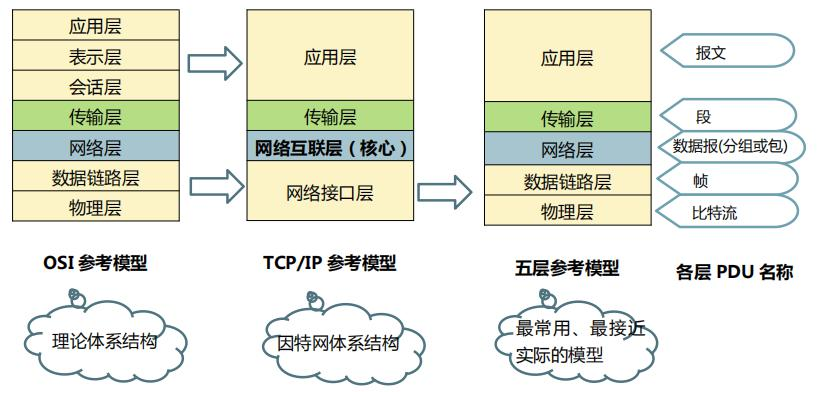 应用层
表示层
会话层
传输层
网络层
数据链路层
物理层
OSI 参考模型
理论体系结构
应用层
传输层
网络互联层（核心）
网络接口层
TCP/IP 参考模型
因特网体系结构
应用层
传输层
网络层
数据链路层
物理层
五层参考模型
最常用、最接近
实际的模型
报文
段
数据报(分组或包)
帧
比特流
各层 PDU 名称